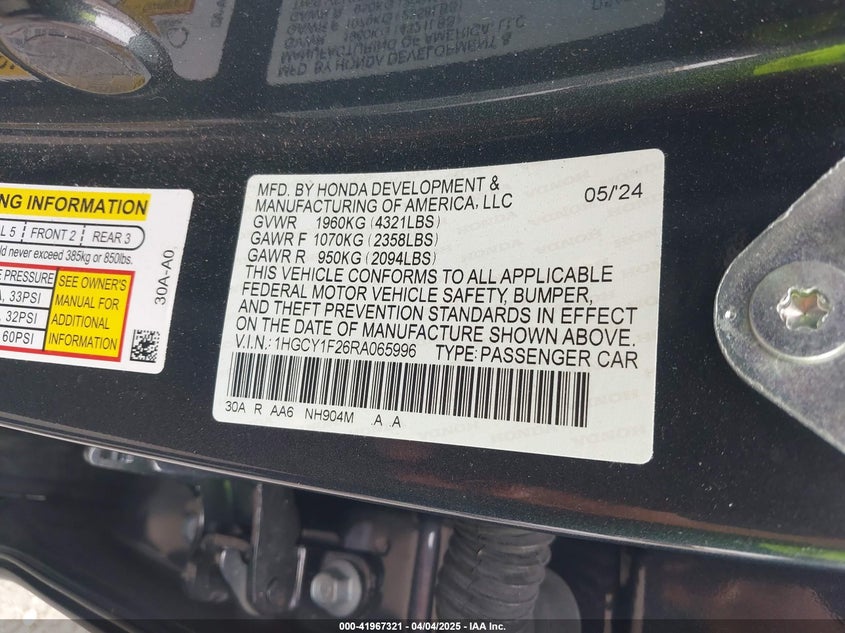 MFD. BY HONDA DEVELOPMENT &
MANUFACTURING OF AMERICA, LLC 05/'24
GVWR 1960KG (4321LBS)
GAWR F 1070KG (2358LBS)
GAWR R 950KG (2094LBS)
THIS VEHICLE CONFORMS TO ALL APPLICABLE
FEDERAL MOTOR VEHICLE SAFETY, BUMPER,
AND THEFT PREVENTION STANDARDS IN EFFECT
ON THE DATE OF MANUFACTURE SHOWN ABOVE.
V.I.N.: 1HGCY1F26RA065996 TYPE: PASSENGER CAR
30A R AA6 NH904M .A .A
NG INFORMATION
L 5 FRONT 2 REAR 3
ld never exceed 385kg or 850lbs.
E PRESSURE
A, 33PSI
, 32PSI
60PSI
SEE OWNER'S
MANUAL FOR
ADDITIONAL
INFORMATION
30A-A0
000-41967321 - 04/04/2025 - IAA Inc.